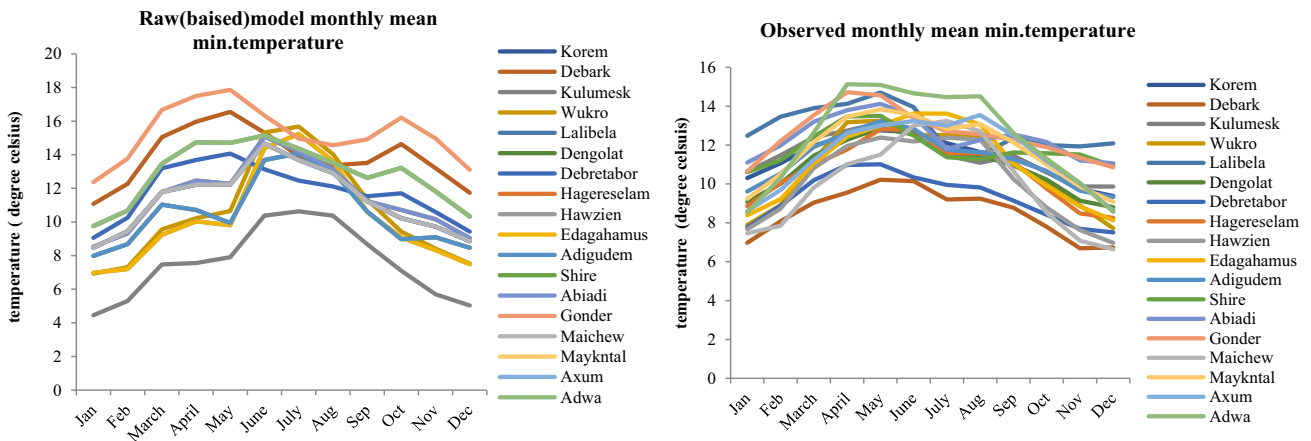 Raw(baised)model monthly mean
min.temperature
temperature ( degree celsius)
20
18
16
14
12
10
8
6
4
2
0
Jan
Feb
March
April
May
June
July
Aug
Sep
Oct
Nov
Dec
Korem
Debark
Kulumesk
Wukro
Lalibela
Dengolat
Debretabor
Hagereselam
Hawzien
Edagahamus
Adigudem
Shire
Abiadi
Gonder
Maichew
Maykntal
Axum
Adwa
Observed monthly mean min.temperature
temperature (degree celsuis)
16
14
12
10
8
6
4
2
0
Jan
Feb
March
April
May
June
July
Aug
Sep
Oct
Nov
Dec
Korem
Debark
Kulumesk
Wukro
Lalibela
Dengolat
Debretabor
Hagereselam
Hawzien
Edagahamus
Adigudem
Shire
Abiadi
Gonder
Maichew
Maykntal
Axum
Adwa